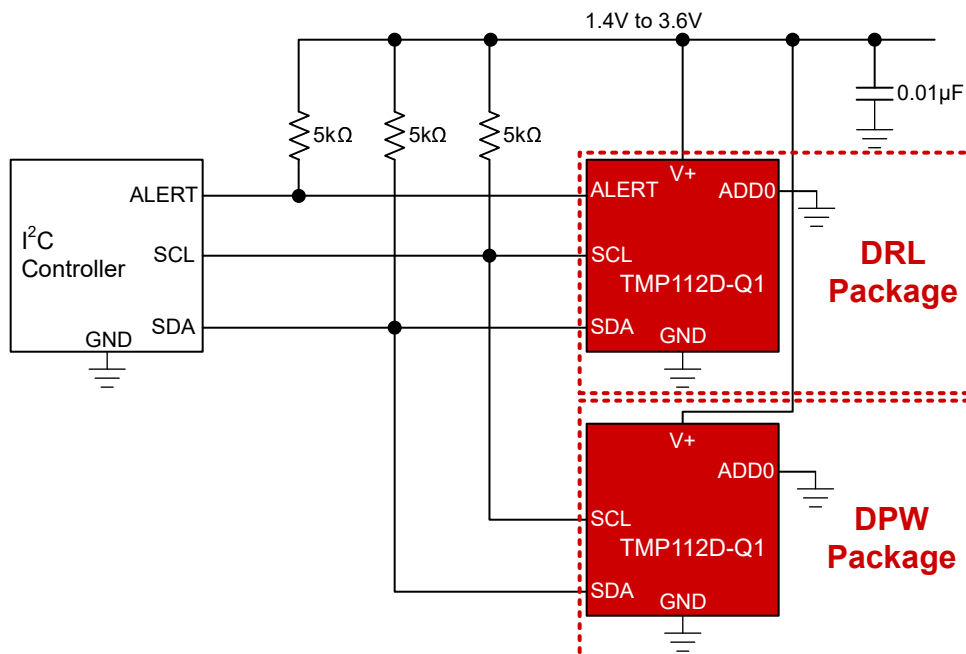 1.4V to 3.6V
0.01µF
5kΩ
5kΩ
5kΩ
I²C
Controller
ALERT
SCL
SDA
GND
V+
ALERT
ADD0
SCL
TMP112D-Q1
SDA
GND
DRL
Package
V+
ADD0
SCL
TMP112D-Q1
SDA
GND
DPW
Package